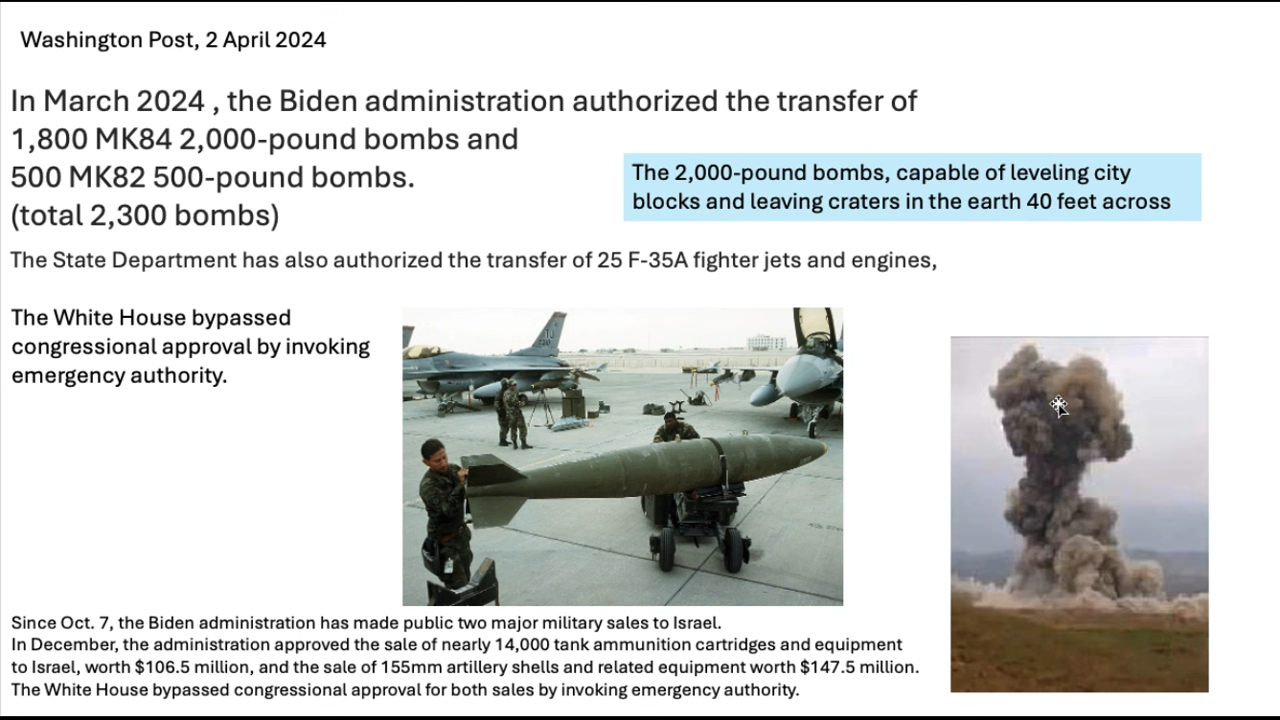 Washington Post, 2 April 2024
In March 2024 , the Biden administration authorized the transfer of
1,800 MK84 2,000-pound bombs and
500 MK82 500-pound bombs.
(total 2,300 bombs)
The 2,000-pound bombs, capable of leveling city
blocks and leaving craters in the earth 40 feet across
The State Department has also authorized the transfer of 25 F-35A fighter jets and engines,
The White House bypassed
congressional approval by invoking
emergency authority.
Since Oct. 7, the Biden administration has made public two major military sales to Israel.
In December, the administration approved the sale of nearly 14,000 tank ammunition cartridges and equipment
to Israel, worth $106.5 million, and the sale of 155mm artillery shells and related equipment worth $147.5 million.
The White House bypassed congressional approval for both sales by invoking emergency authority.